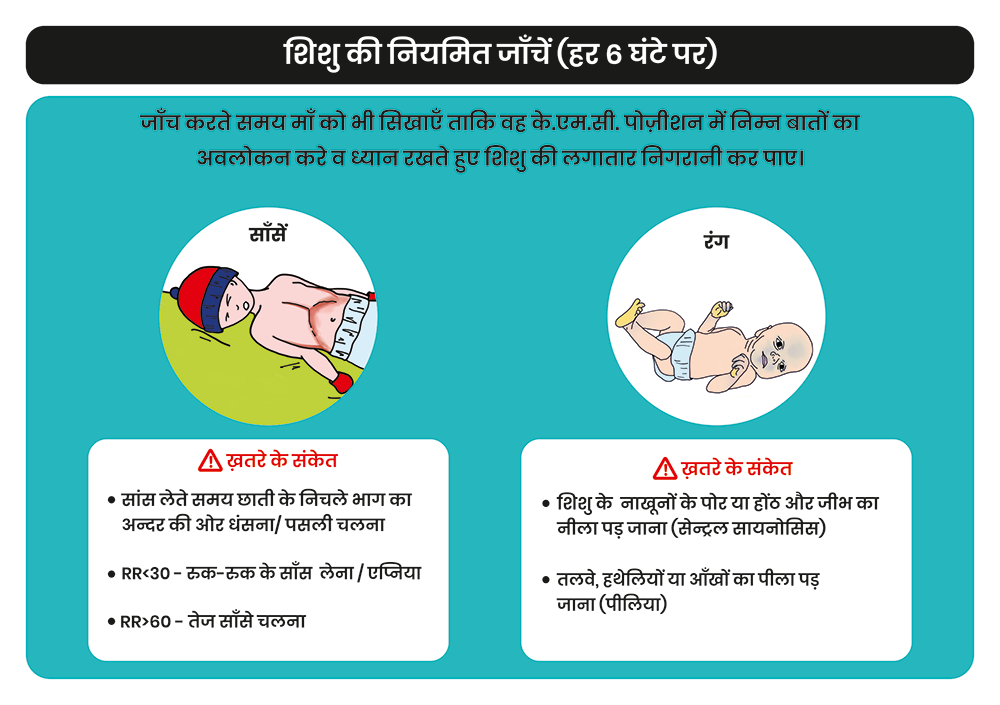 शिशु की नियमित जाँचें (हर 6 घंटे पर)
जाँच करते समय माँ को भी सिखाएँ ताकि वह के.एम.सी. पोज़ीशन में निम्न बातों का
अवलोकन करे व ध्यान रखते हुए शिशु की लगातार निगरानी कर पाए।
साँसें
ख़तरे के संकेत
• सांस लेते समय छाती के निचले भाग का
अन्दर की ओर धंसना/ पसली चलना
• RR<30 - रुक-रुक के साँस लेना / एप्निया
• RR>60 - तेज साँसे चलना
रंग
ख़तरे के संकेत
• शिशु के नाखूनों के पोर या होंठ और जीभ का
नीला पड़ जाना (सेन्ट्रल सायनोसिस)
• तलवे, हथेलियों या आँखों का पीला पड़
जाना (पीलिया)